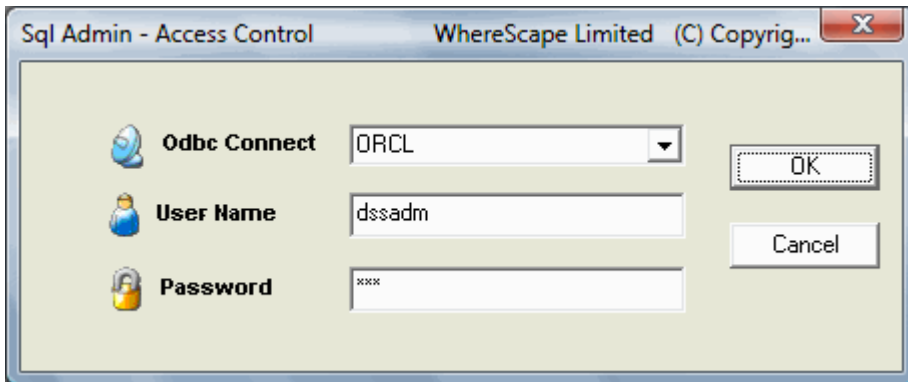 Sql Admin - Access Control WhereScape Limited (C) Copyrig...
Odbc Connect ORCL
OK
User Name dssadm
Cancel
Password ***